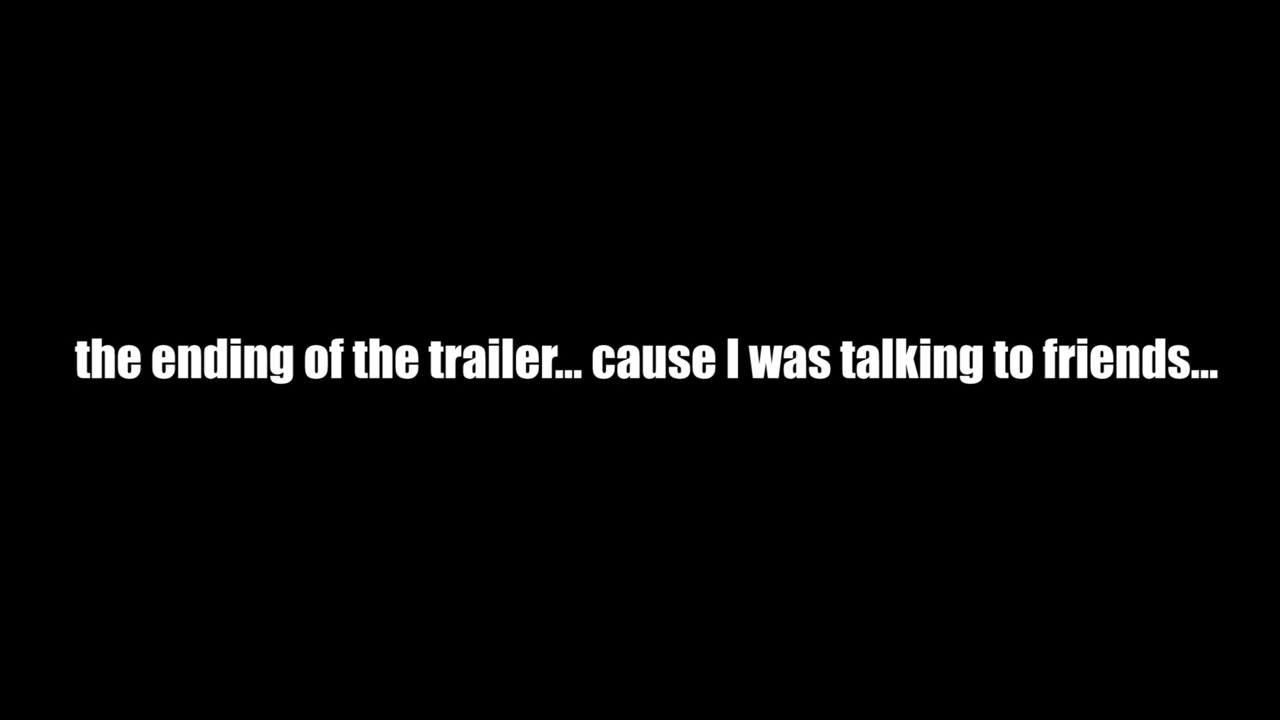 the ending of the trailer... cause I was talking to friends...